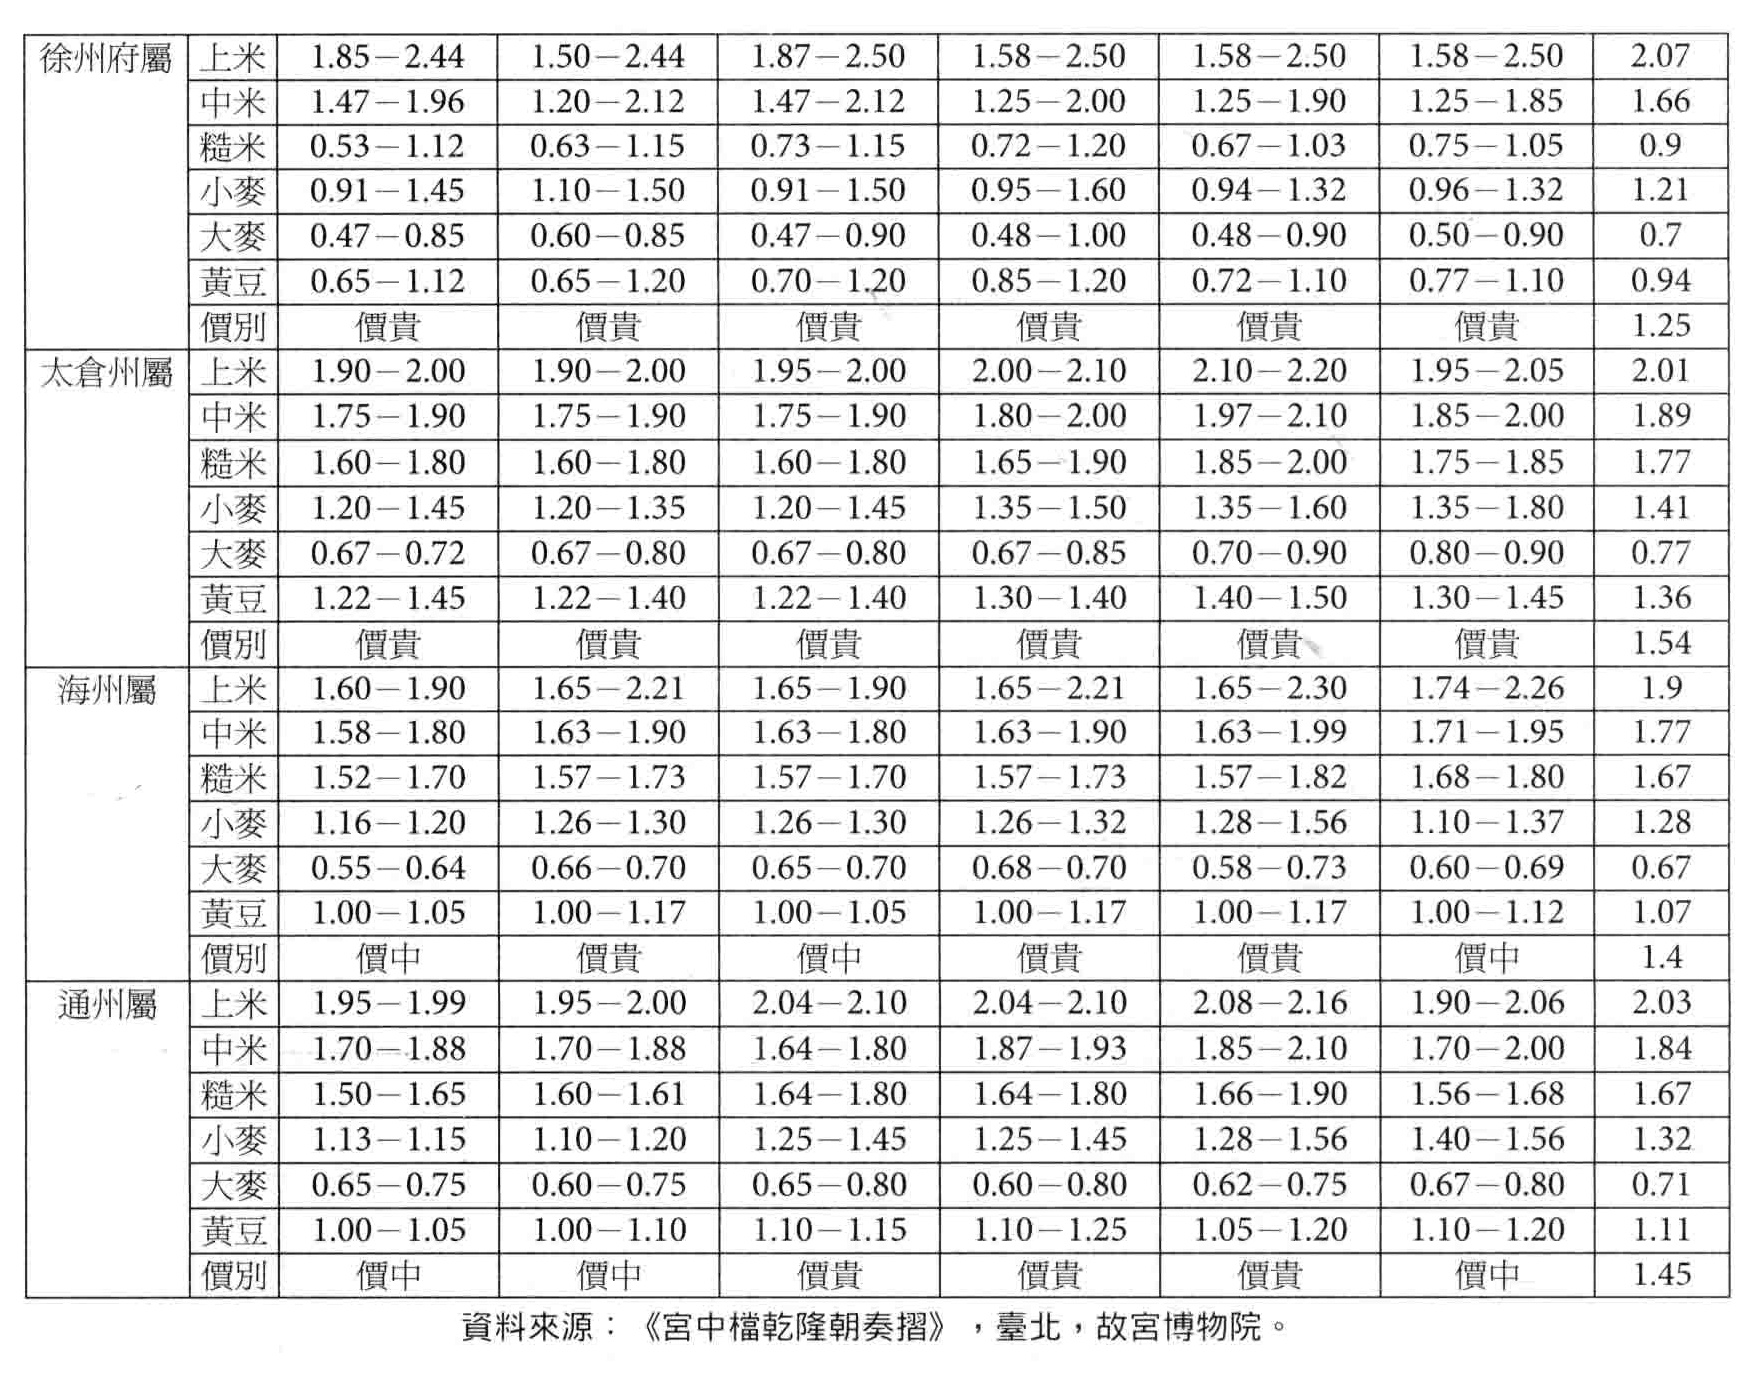 徐州府屬 上米 1.85－2.44 1.50－2.44 1.87－2.50 1.58－2.50 1.58－2.50 1.58－2.50 2.07
中米 1.47－1.96 1.20－2.12 1.47－2.12 1.25－2.00 1.25－1.90 1.25－1.85 1.66
糙米 0.53－1.12 0.63－1.15 0.73－1.15 0.72－1.20 0.67－1.03 0.75－1.05 0.9
小麥 0.91－1.45 1.10－1.50 0.91－1.50 0.95－1.60 0.94－1.32 0.96－1.32 1.21
大麥 0.47－0.85 0.60－0.85 0.47－0.90 0.48－1.00 0.48－0.90 0.50－0.90 0.7
黃豆 0.65－1.12 0.65－1.20 0.70－1.20 0.85－1.20 0.72－1.10 0.77－1.10 0.94
價別 價貴 價貴 價貴 價貴 價貴 價貴 1.25
太倉州屬 上米 1.90－2.00 1.90－2.00 1.95－2.00 2.00－2.10 2.10－2.20 1.95－2.05 2.01
中米 1.75－1.90 1.75－1.90 1.75－1.90 1.80－2.00 1.97－2.10 1.85－2.00 1.89
糙米 1.60－1.80 1.60－1.80 1.60－1.80 1.65－1.90 1.85－2.00 1.75－1.85 1.77
小麥 1.20－1.45 1.20－1.35 1.20－1.45 1.35－1.50 1.35－1.60 1.35－1.80 1.41
大麥 0.67－0.72 0.67－0.80 0.67－0.80 0.67－0.85 0.70－0.90 0.80－0.90 0.77
黃豆 1.22－1.45 1.22－1.40 1.22－1.40 1.30－1.40 1.40－1.50 1.30－1.45 1.36
價別 價貴 價貴 價貴 價貴 價貴 價貴 1.54
海州屬 上米 1.60－1.90 1.65－2.21 1.65－1.90 1.65－2.21 1.65－2.30 1.74－2.26 1.9
中米 1.58－1.80 1.63－1.90 1.63－1.80 1.63－1.90 1.63－1.99 1.71－1.95 1.77
糙米 1.52－1.70 1.57－1.73 1.57－1.70 1.57－1.73 1.57－1.82 1.68－1.80 1.67
小麥 1.16－1.20 1.26－1.30 1.26－1.30 1.26－1.32 1.28－1.56 1.10－1.37 1.28
大麥 0.55－0.64 0.66－0.70 0.65－0.70 0.68－0.70 0.58－0.73 0.60－0.69 0.67
黃豆 1.00－1.05 1.00－1.17 1.00－1.05 1.00－1.17 1.00－1.17 1.00－1.12 1.07
價別 價中 價貴 價中 價貴 價貴 價中 1.4
通州屬 上米 1.95－1.99 1.95－2.00 2.04－2.10 2.04－2.10 2.08－2.16 1.90－2.06 2.03
中米 1.70－1.88 1.70－1.88 1.64－1.80 1.87－1.93 1.85－2.10 1.70－2.00 1.84
糙米 1.50－1.65 1.60－1.61 1.64－1.80 1.64－1.80 1.66－1.90 1.56－1.68 1.67
小麥 1.13－1.15 1.10－1.20 1.25－1.45 1.25－1.45 1.28－1.56 1.40－1.56 1.32
大麥 0.65－0.75 0.60－0.75 0.65－0.80 0.60－0.80 0.62－0.75 0.67－0.80 0.71
黃豆 1.00－1.05 1.00－1.10 1.10－1.15 1.10－1.25 1.05－1.20 1.10－1.20 1.11
價別 價中 價中 價貴 價貴 價貴 價中 1.45
資料來源：《宮中檔乾隆朝奏摺》，臺北，故宮博物院。